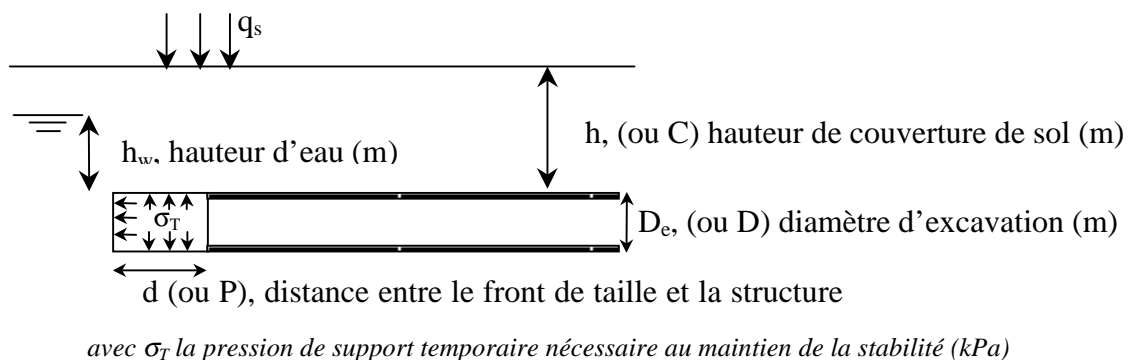 qs
h, (ou C) hauteur de couverture de sol (m)
hw, hauteur d’eau (m)
σT
De, (ou D) diamètre d’excavation (m)
d (ou P), distance entre le front de taille et la structure
avec σT la pression de support temporaire nécessaire au maintien de la stabilité (kPa)